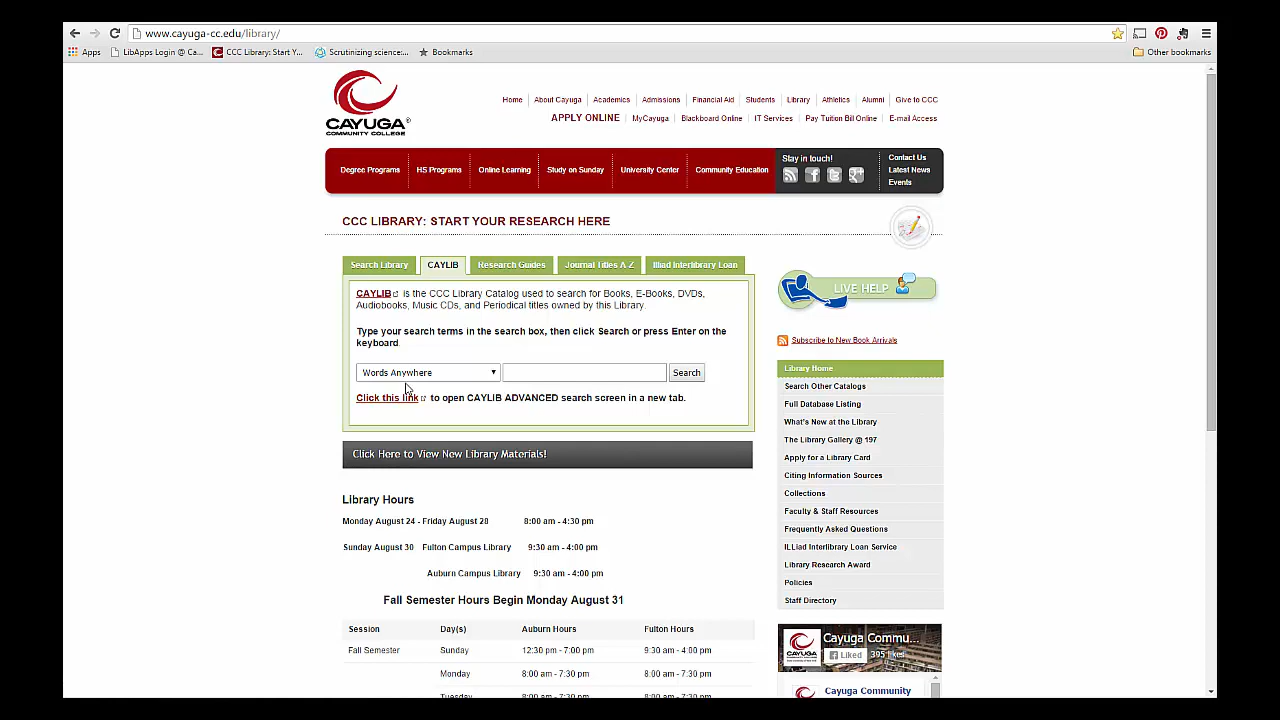 www.cayuga-cc.edu/library/
Apps LibApps Login @ Ca... CCC Library: Start Y... Scrutinizing science:... Bookmarks Other bookmarks
CAYUGA
COMMUNITY COLLEGE
Home About Cayuga Academics Admissions Financial Aid Students Library Athletics Alumni Give to CCC
APPLY ONLINE MyCayuga Blackboard Online IT Services Pay Tuition Bill Online E-mail Access
Degree Programs HS Programs Online Learning Study on Sunday University Center Community Education
Stay in touch!
Contact Us
Latest News
Events
CCC LIBRARY: START YOUR RESEARCH HERE
Search Library CAYLIB Research Guides Journal Titles A-Z Illiad Interlibrary Loan
CAYLIB is the CCC Library Catalog used to search for Books, E-Books, DVDs,
Audiobooks, Music CDs, and Periodical titles owned by this Library.
Type your search terms in the search box, then click Search or press Enter on the
keyboard.
Words Anywhere Search
Click this link to open CAYLIB ADVANCED search screen in a new tab.
Click Here to View New Library Materials!
Library Hours
Monday August 24 - Friday August 28 8:00 am - 4:30 pm
Sunday August 30 Fulton Campus Library 9:30 am - 4:00 pm
Auburn Campus Library 9:30 am - 4:00 pm
Fall Semester Hours Begin Monday August 31
Session Day(s) Auburn Hours Fulton Hours
Fall Semester Sunday 12:30 pm - 7:00 pm 9:30 am - 4:00 pm
Monday 8:00 am - 7:30 pm 8:00 am - 7:30 pm
Tuesday 8:00 am - 7:30 pm 8:00 am - 7:30 pm
LIVE HELP
Subscribe to New Book Arrivals
Library Home
Search Other Catalogs
Full Database Listing
What's New at the Library
The Library Gallery @ 197
Apply for a Library Card
Citing Information Sources
Collections
Faculty & Staff Resources
Frequently Asked Questions
ILLiad Interlibrary Loan Service
Library Research Award
Policies
Staff Directory
Cayuga Commu...
Liked 395 likes
Cayuga Community